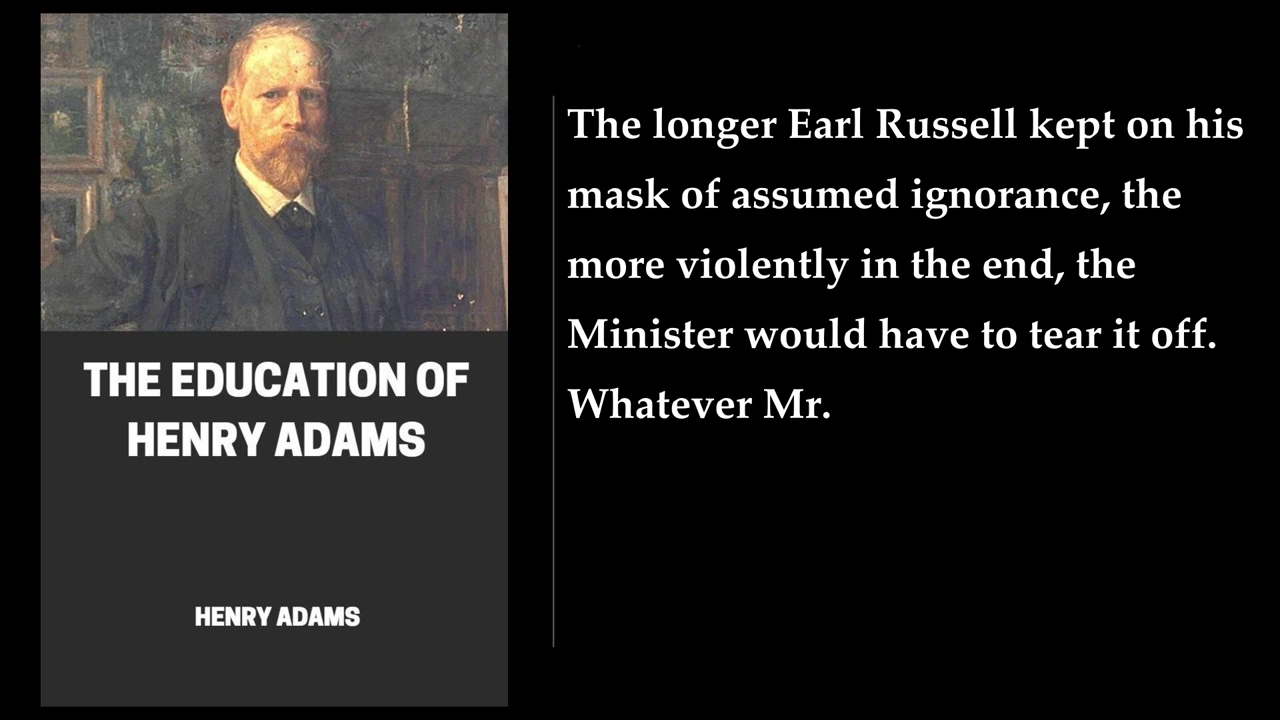 THE EDUCATION OF
HENRY ADAMS
HENRY ADAMS
The longer Earl Russell kept on his
mask of assumed ignorance, the
more violently in the end, the
Minister would have to tear it off.
Whatever Mr.